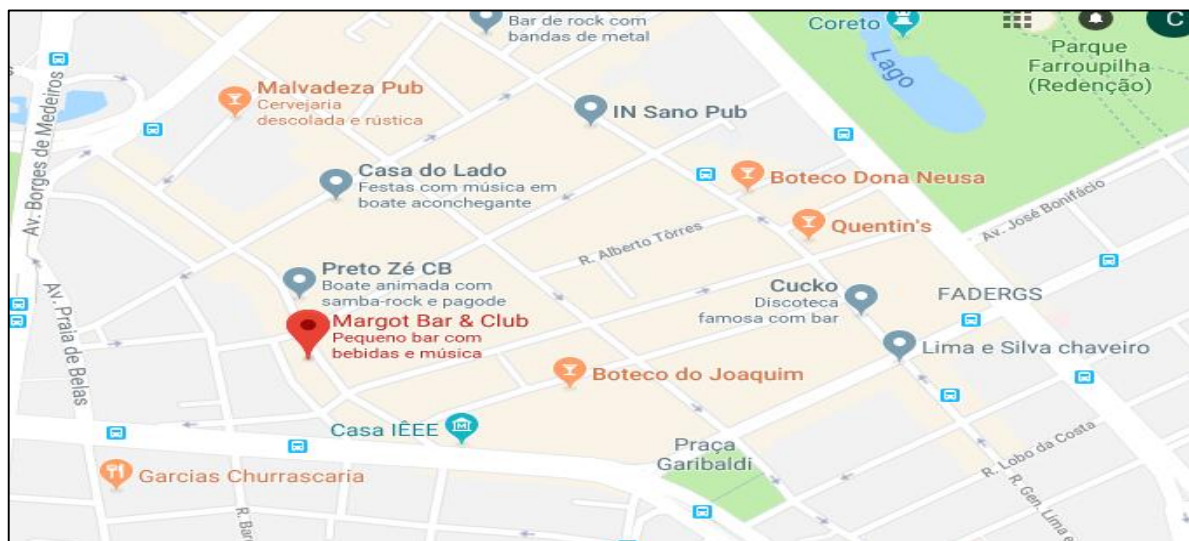 Bar de rock com
bandas de metal
Coreto
C
Parque
Farroupilha
(Redenção)
Lago
Malvadeza Pub
Cervejaria
descolada e rústica
IN Sano Pub
Av. Borges de Medeiros
Casa do Lado
Festas com música em
boate aconchegante
Boteco Dona Neusa
Av. José Bonifácio
Quentin's
R. Alberto Tôrres
Preto Zé CB
Boate animada com
samba-rock e pagode
Cucko
Discoteca
famosa com bar
FADERGS
Av. Praia de Belas
Margot Bar & Club
Pequeno bar com
bebidas e música
Lima e Silva chaveiro
Boteco do Joaquim
Casa IÊEE
Praça
Garibaldi
R. Lobo da Costa
Garcias Churrascaria
R. Bar
R. Gen. Lima e